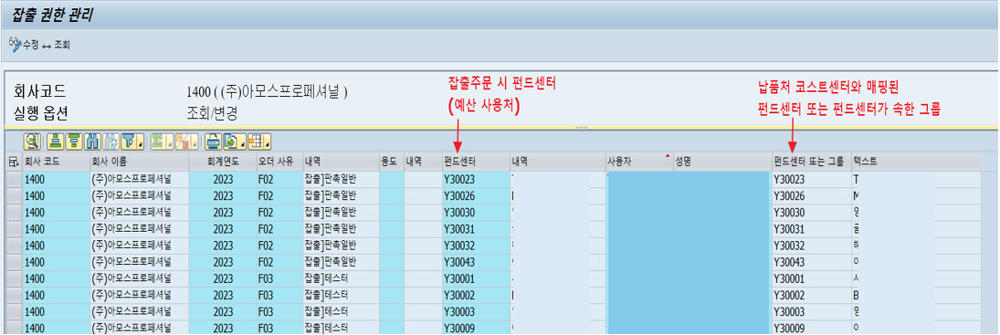 잡출 권한 관리
수정 ↔ 조회
회사코드 1400 ( (주)아모스프로페셔널 )
실행 옵션 조회/변경
잡출주문 시 펀드센터
(예산 사용처)
납품처 코스트센터와 매핑된
펀드센터 또는 펀드센터가 속한 그룹
회사 코드 회사 이름 회계연도 오더 사유 내역 용도 내역 펀드센터 내역 사용자 성명 펀드센터 또는 그룹 텍스트
1400 (주)아모스프로페셔널 2023 F02 잡출]판촉일반 Y30023 Y30023 T
1400 (주)아모스프로페셔널 2023 F02 잡출]판촉일반 Y30026 Y30026 M
1400 (주)아모스프로페셔널 2023 F02 잡출]판촉일반 Y30030 Y30030 영
1400 (주)아모스프로페셔널 2023 F02 잡출]판촉일반 Y30031 Y30031 글
1400 (주)아모스프로페셔널 2023 F02 잡출]판촉일반 Y30032 Y30032 헤
1400 (주)아모스프로페셔널 2023 F02 잡출]판촉일반 Y30043 Y30043 이
1400 (주)아모스프로페셔널 2023 F03 잡출]테스터 Y30001 Y30001 시
1400 (주)아모스프로페셔널 2023 F03 잡출]테스터 Y30002 Y30002 B
1400 (주)아모스프로페셔널 2023 F03 잡출]테스터 Y30003 Y30003 영
1400 (주)아모스프로페셔널 2023 F03 잡출]테스터 Y30009 Y30009 이